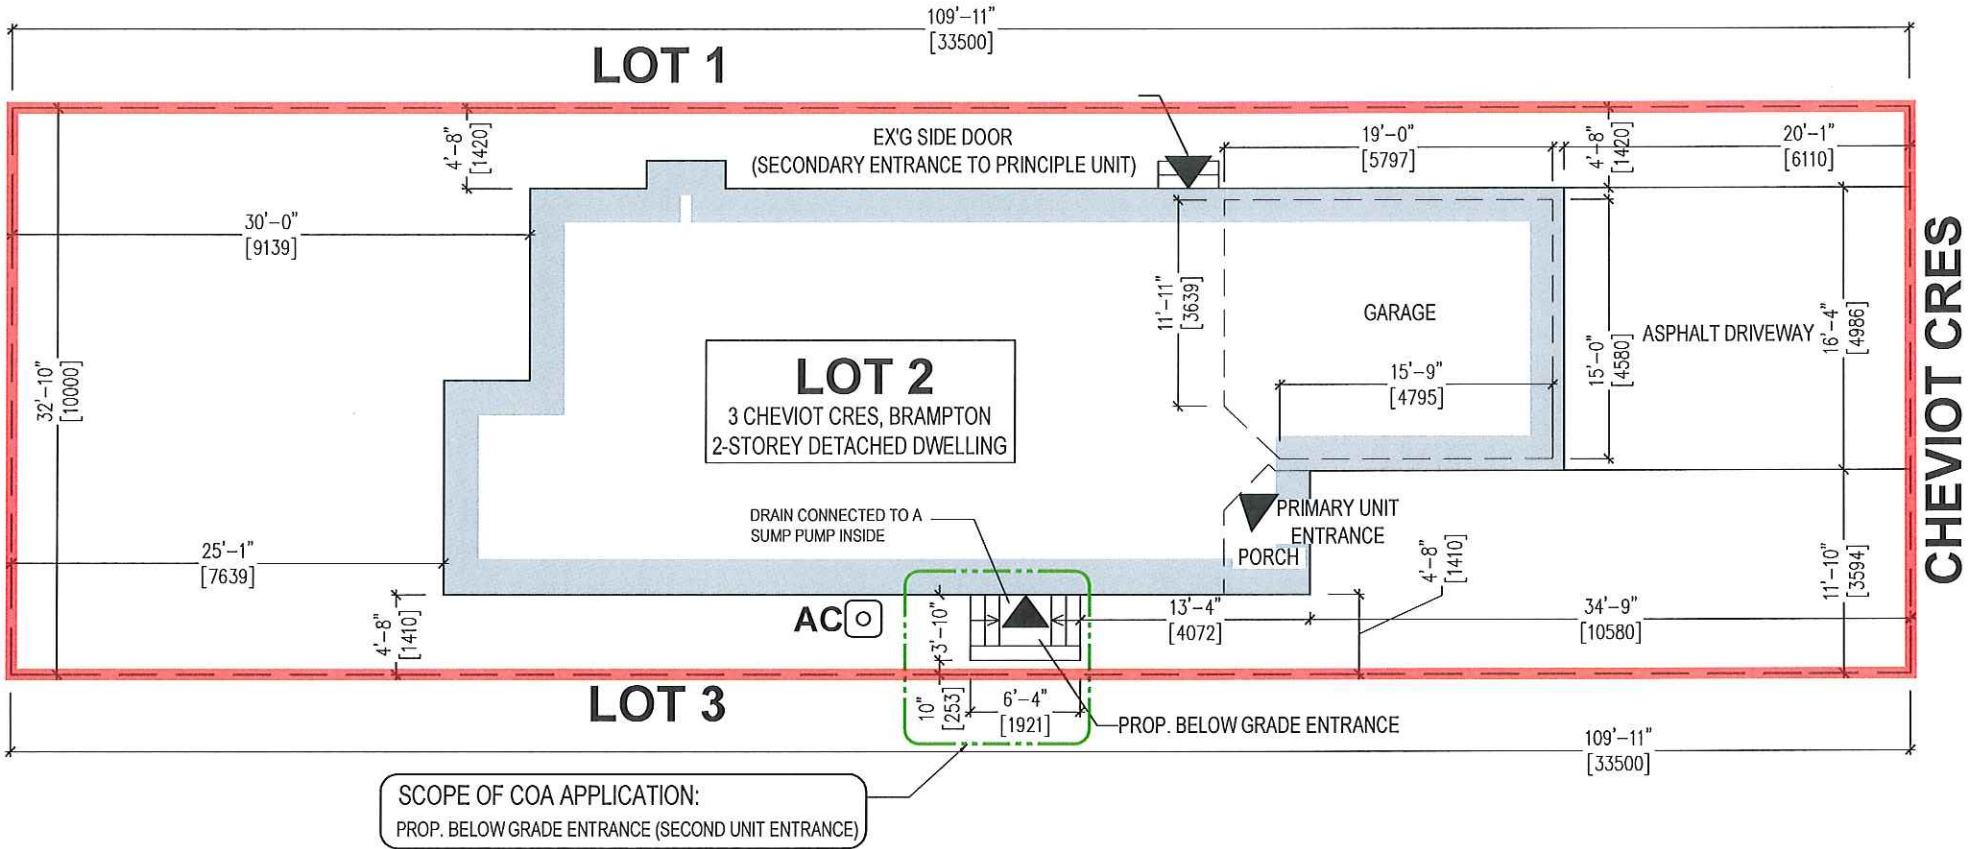 109'-11"
[33500]
LOT 1
4'-8"
[1420]
EX'G SIDE DOOR
(SECONDARY ENTRANCE TO PRINCIPLE UNIT)
19'-0"
[5797]
4'-8"
[1420]
20'-1"
[6110]
30'-0"
[9139]
32'-10"
[10000]
11'-11"
[3639]
GARAGE
15'-9"
[4795]
15'-0"
[4580]
ASPHALT DRIVEWAY
16'-4"
[4986]
CHEVIOT CRES
LOT 2
3 CHEVIOT CRES, BRAMPTON
2-STOREY DETACHED DWELLING
DRAIN CONNECTED TO A
SUMP PUMP INSIDE
PRIMARY UNIT
ENTRANCE
PORCH
4'-8"
[1410]
11'-10"
[3594]
25'-1"
[7639]
4'-8"
[1410]
AC
3'-10"
13'-4"
[4072]
34'-9"
[10580]
LOT 3
10"
[253]
6'-4"
[1921]
PROP. BELOW GRADE ENTRANCE
109'-11"
[33500]
SCOPE OF COA APPLICATION:
PROP. BELOW GRADE ENTRANCE (SECOND UNIT ENTRANCE)